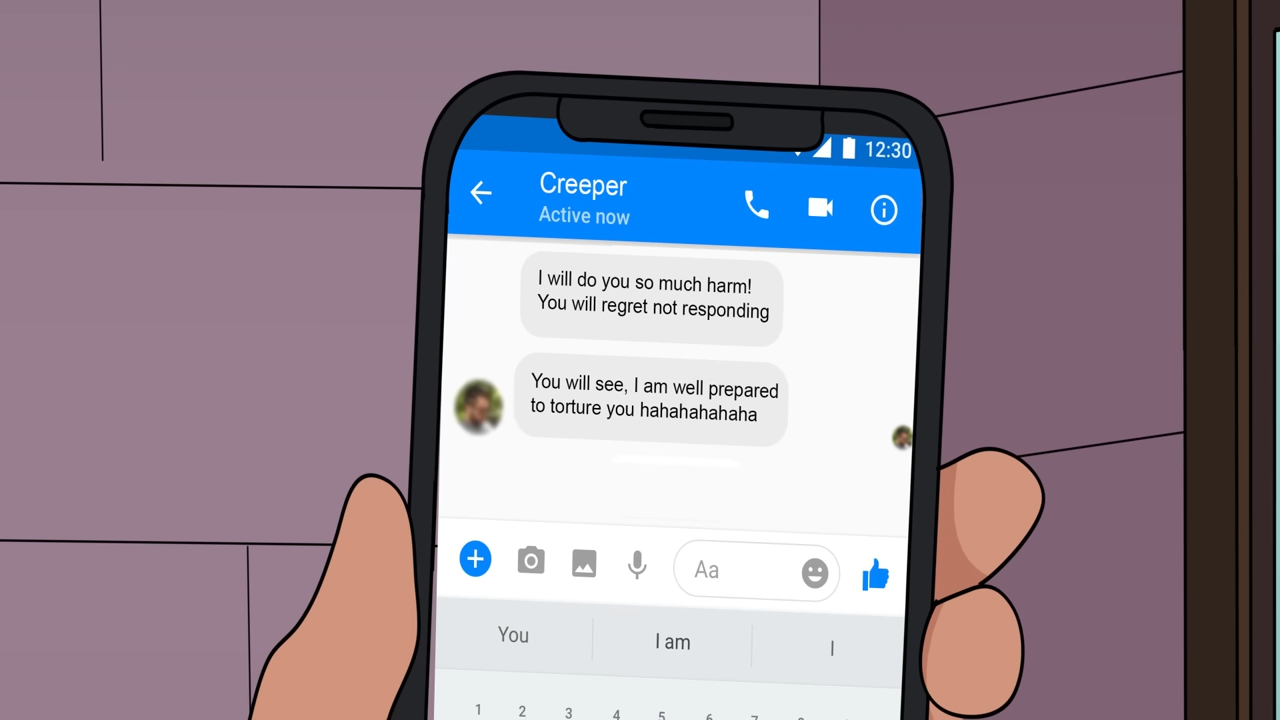 12:30
Creeper
Active now
I will do you so much harm!
You will regret not responding
You will see, I am well prepared
to torture you hahahahahaha
Aa
You I am I
1 2 3 4 5 6 7